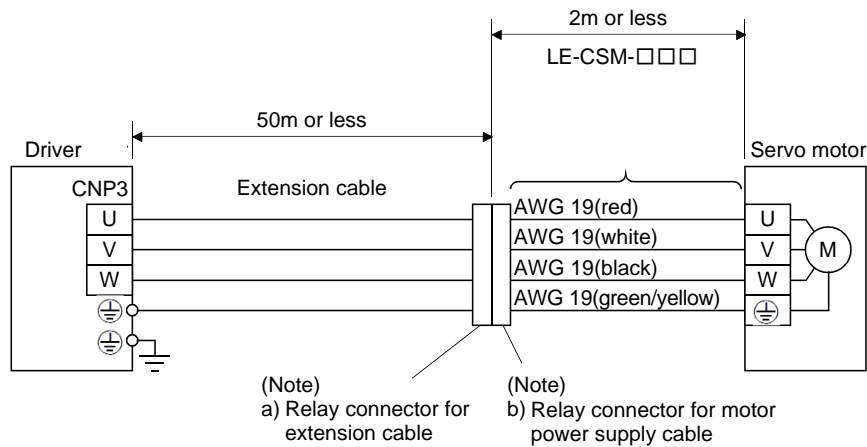 2m or less
LE-CSM-□□□
50m or less
Driver
Servo motor
CNP3
Extension cable
AWG 19(red)
U
U
AWG 19(white)
V
V
M
AWG 19(black)
W
W
AWG 19(green/yellow)
(Note)
a) Relay connector for
extension cable
(Note)
b) Relay connector for motor
power supply cable